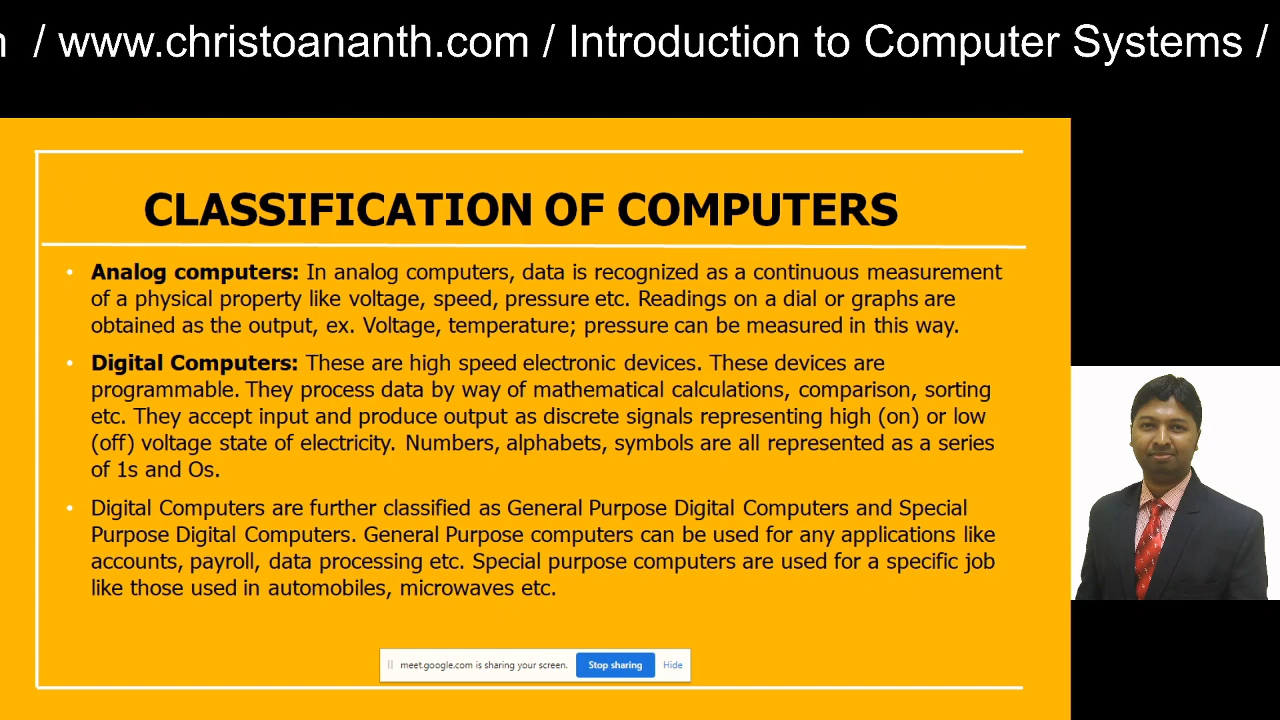 / www.christoananth.com / Introduction to Computer Systems /
CLASSIFICATION OF COMPUTERS
• Analog computers: In analog computers, data is recognized as a continuous measurement
of a physical property like voltage, speed, pressure etc. Readings on a dial or graphs are
obtained as the output, ex. Voltage, temperature; pressure can be measured in this way.
• Digital Computers: These are high speed electronic devices. These devices are
programmable. They process data by way of mathematical calculations, comparison, sorting
etc. They accept input and produce output as discrete signals representing high (on) or low
(off) voltage state of electricity. Numbers, alphabets, symbols are all represented as a series
of 1s and Os.
• Digital Computers are further classified as General Purpose Digital Computers and Special
Purpose Digital Computers. General Purpose computers can be used for any applications like
accounts, payroll, data processing etc. Special purpose computers are used for a specific job
like those used in automobiles, microwaves etc.
meet.google.com is sharing your screen. Stop sharing Hide